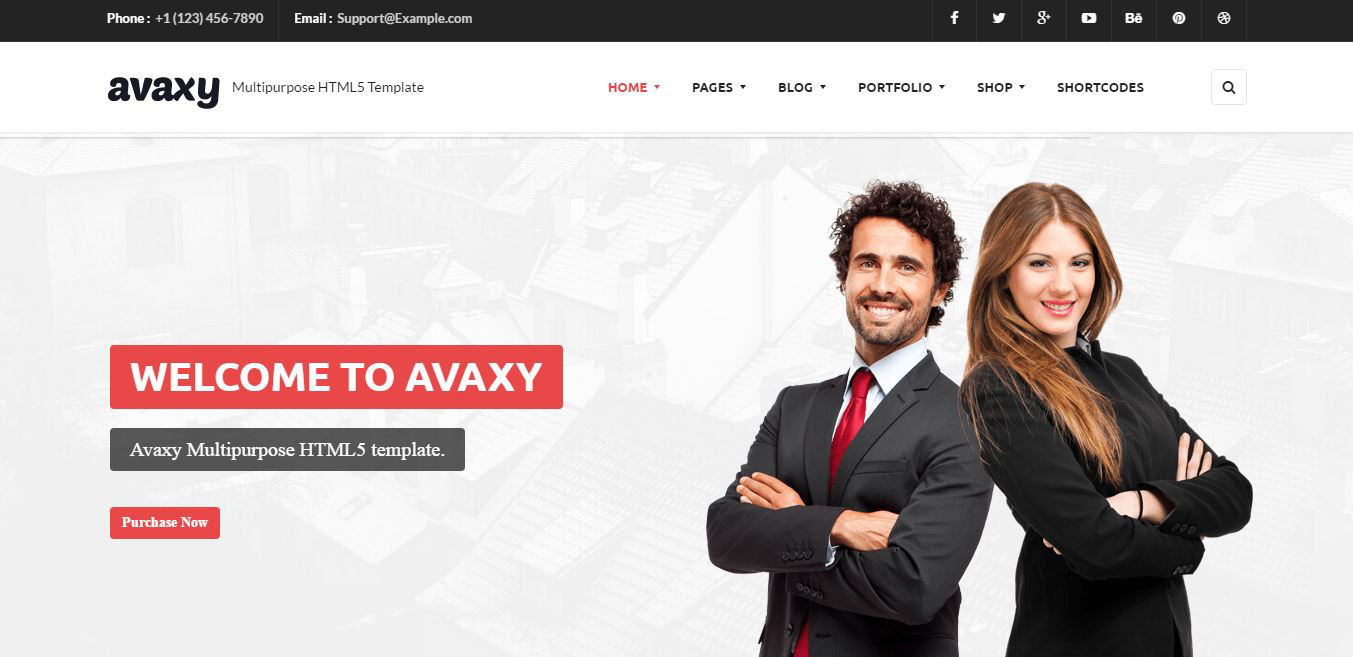 Phone : +1 (123) 456-7890 Email : Support@Example.com
avaxy Multipurpose HTML5 Template
HOME PAGES BLOG PORTFOLIO SHOP SHORTCODES
WELCOME TO AVAXY
Avaxy Multipurpose HTML5 template.
Purchase Now